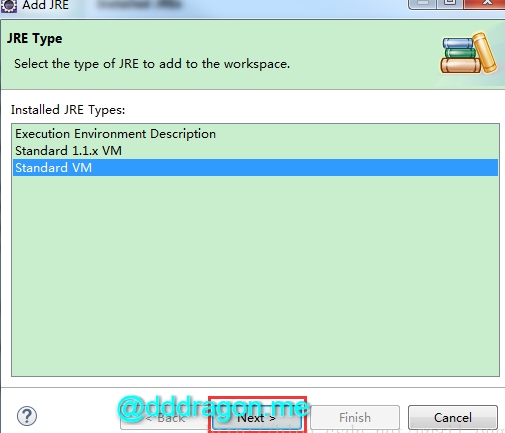 Add JRE
JRE Type
Select the type of JRE to add to the workspace.
Installed JRE Types:
Execution Environment Description
Standard 1.1.x VM
Standard VM
@dddragon.me
< Back
Next >
Finish
Cancel